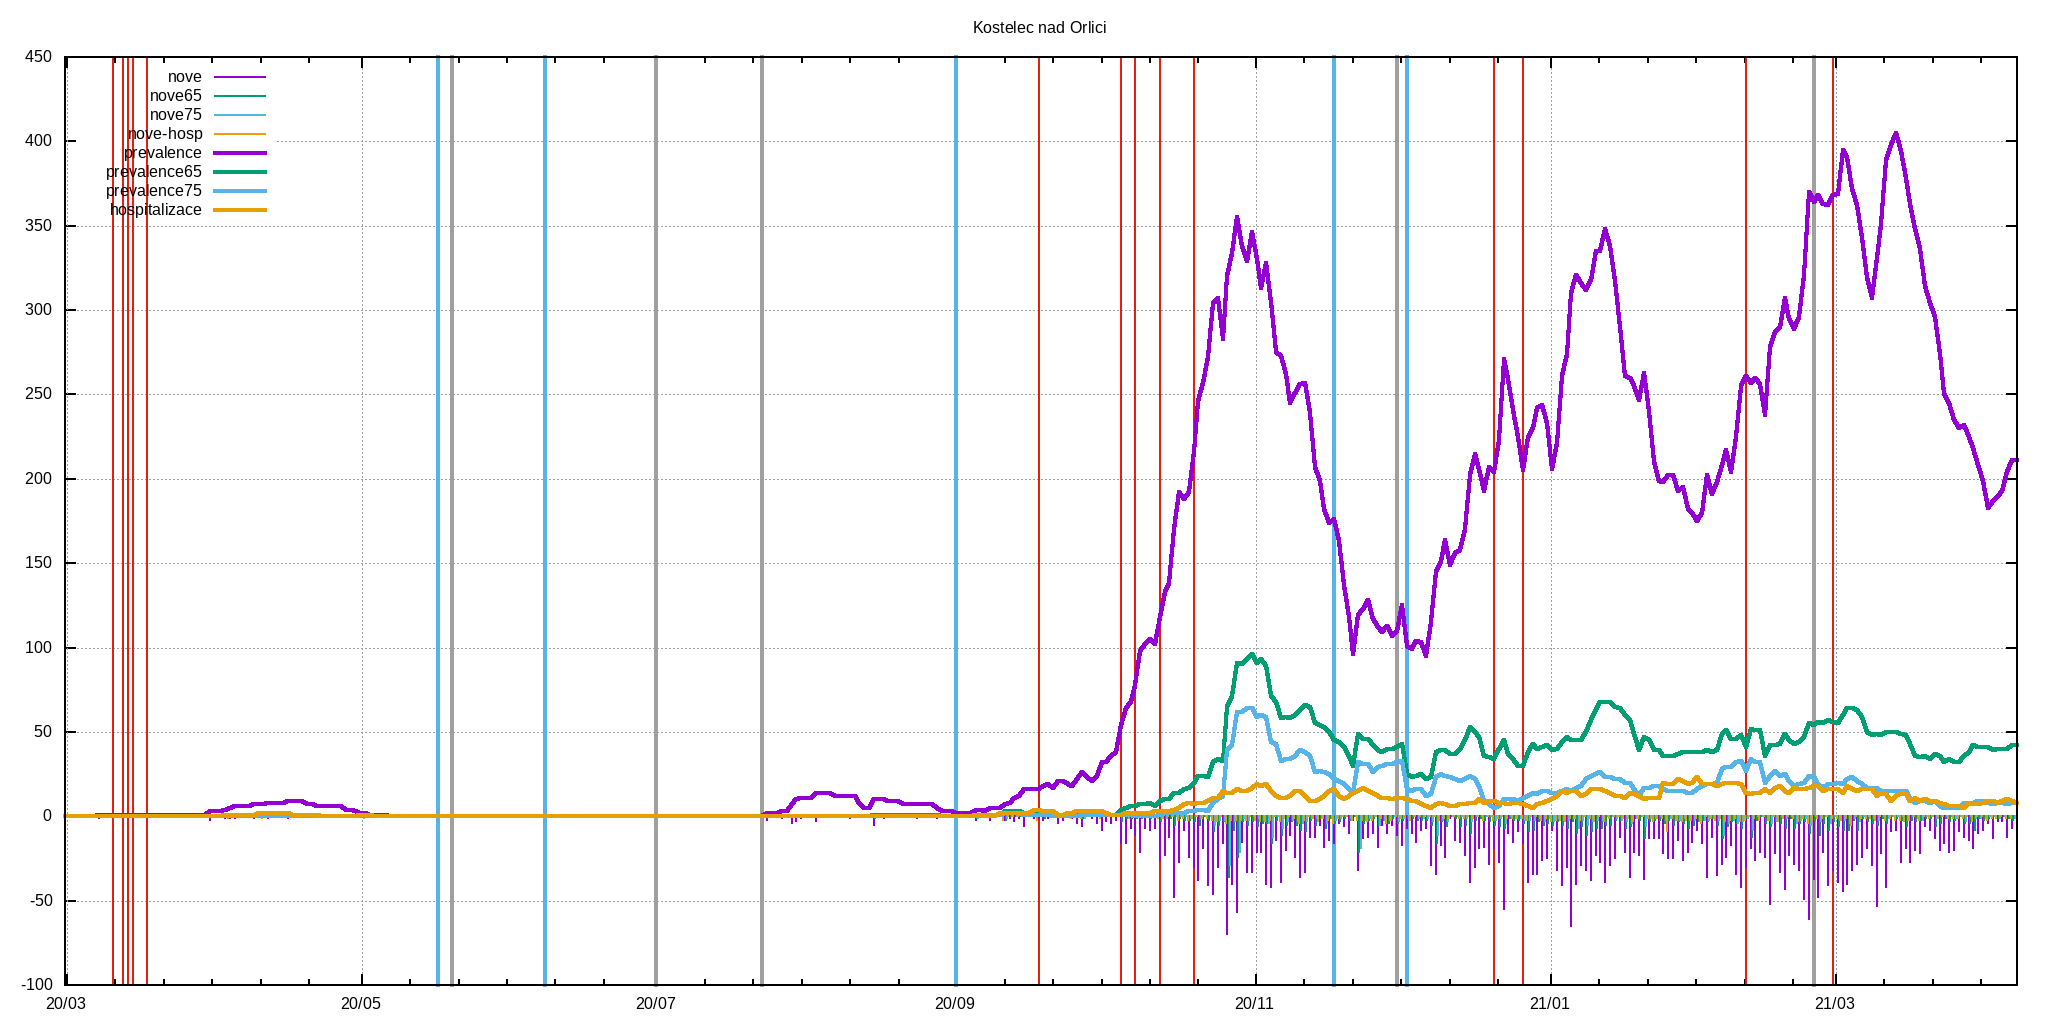 Kostelec nad Orlici
450
400
350
300
250
200
150
100
50
0
-50
-100
nove
nove65
nove75
nove-hosp
prevalence
prevalence65
prevalence75
hospitalizace
20/03 20/05 20/07 20/09 20/11 21/01 21/03